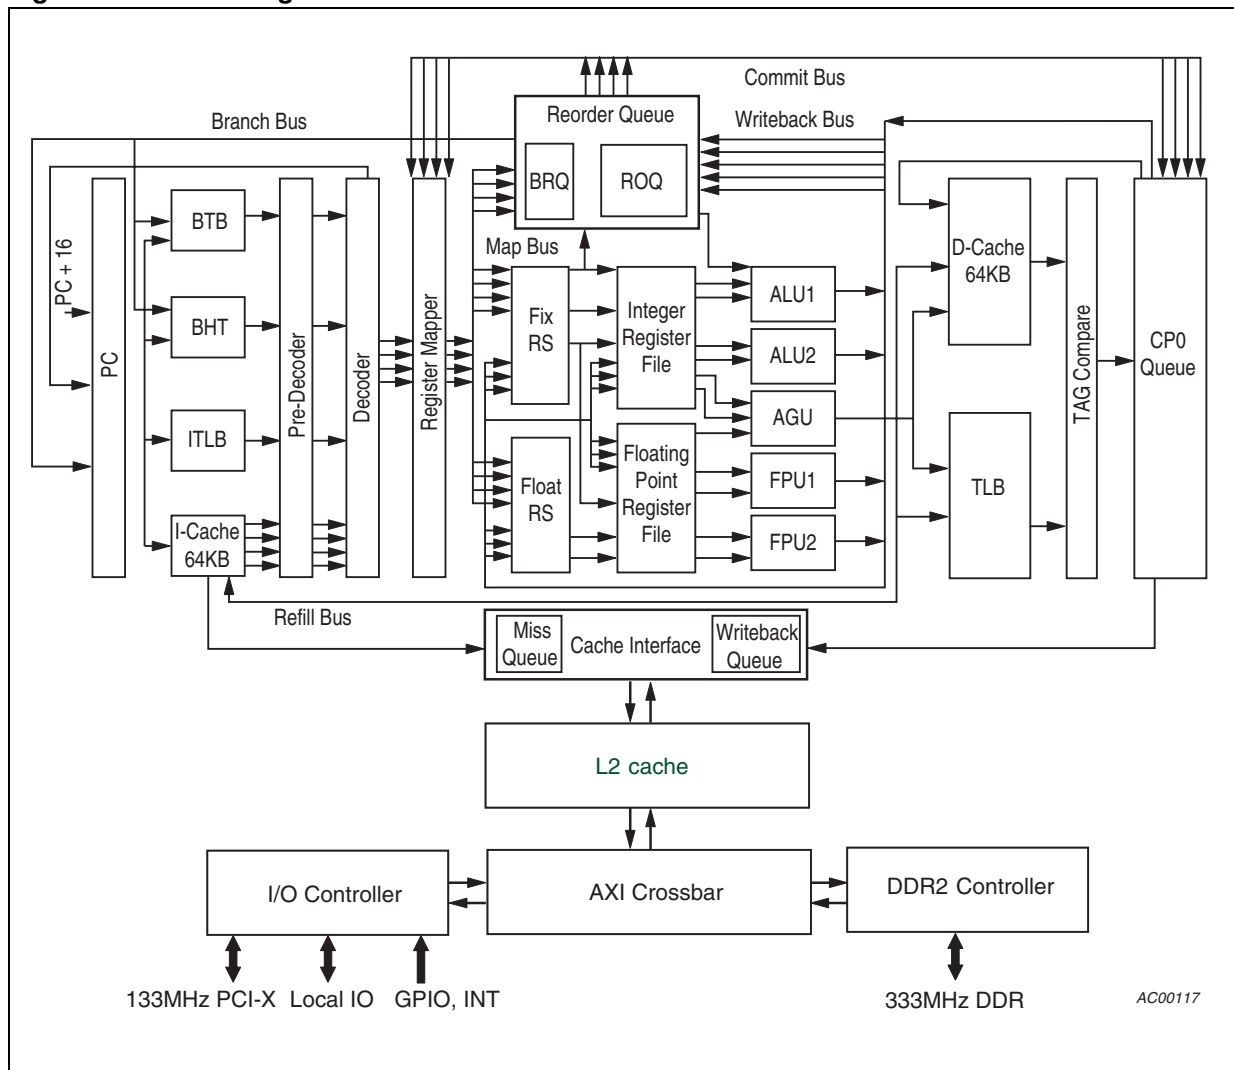 Commit Bus
Reorder Queue
Branch Bus
Writeback Bus
BRQ
ROQ
BTB
Map Bus
D-Cache
64KB
PC + 16
BHT
Fix
RS
Integer
Register
File
ALU1
ALU2
CP0
Queue
PC
Pre-Decoder
Decoder
Register Mapper
TAG Compare
AGU
ITLB
Float
RS
Floating
Point
Register
File
FPU1
TLB
I-Cache
64KB
FPU2
Refill Bus
Miss
Queue
Cache Interface
Writeback
Queue
L2 cache
I/O Controller
AXI Crossbar
DDR2 Controller
133MHz PCI-X
Local IO
GPIO, INT
333MHz DDR
AC00117